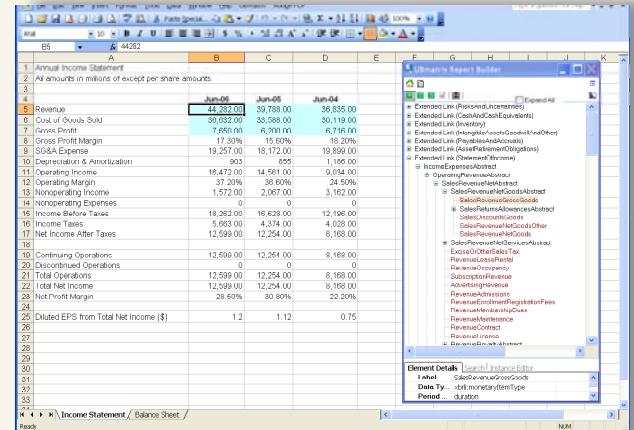 Paste Special... 100%
Arial 10 B I U
B5 fx 44282
A B C D E F G H I J K
1 Annual Income Statement
2 All amounts in millions of except per share amounts.
3
4 Jun-06 Jun-05 Jun-04
5 Revenue 44,282.00 39,788.00 36,835.00
6 Cost of Goods Sold 36,632.00 33,588.00 30,119.00
7 Gross Profit 7,650.00 6,200.00 6,716.00
8 Gross Profit Margin 17.30% 15.60% 18.20%
9 SG&A Expense 19,257.00 18,172.00 19,899.00
10 Depreciation & Amortization 903 855 1,186.00
11 Operating Income 16,472.00 14,561.00 9,034.00
12 Operating Margin 37.20% 36.60% 24.50%
13 Nonoperating Income 1,572.00 2,067.00 3,162.00
14 Nonoperating Expenses 0 0 0
15 Income Before Taxes 18,262.00 16,628.00 12,196.00
16 Income Taxes 5,663.00 4,374.00 4,028.00
17 Net Income After Taxes 12,599.00 12,254.00 8,168.00
18
19 Continuing Operations 12,599.00 12,254.00 8,168.00
20 Discontinued Operations 0 0 0
21 Total Operations 12,599.00 12,254.00 8,168.00
22 Total Net Income 12,599.00 12,254.00 8,168.00
23 Net Profit Margin 28.50% 30.80% 22.20%
25 Diluted EPS from Total Net Income ($) 1.2 1.12 0.75
26
27
28
29
30
31
32
33
Income Statement / Balance Sheet
Ready NUM
UBmatrix Report Builder
Expand All
Extended Link (RisksAndUncertainties)
Extended Link (CashAndCashEquivalents)
Extended Link (Inventory)
Extended Link (IntangibleAssetsGoodwillAndOther)
Extended Link (PayablesAndAccruals)
Extended Link (AssetRetirementObligations)
Extended Link (StatementOfIncome)
IncomeExpensesAbstract
OperatingRevenueAbstract
SalesRevenueNetAbstract
SalesRevenueNetGoodsAbstract
SalesRevenueGrossGoods
SalesReturnsAllowancesAbstract
SalesDiscountsGoods
SalesRevenueNetGoodsOther
SalesRevenueNetGoods
SalesRevenueNetServicesAbstract
ExciseOrOtherSalesTax
RevenueLeaseRental
RevenueOccupancy
SubscriptionRevenue
AdvertisingRevenue
RevenueAdmissions
RevenueEnrollmentRegistrationFees
RevenueMembershipDues
RevenueMaintenance
RevenueContract
RevenueLicense
RevenueRoyaltyAbstract
Element Details Search Instance Editor
Label SalesRevenueGrossGoods
Data Ty... xbrli:monetaryItemType
Period ... duration